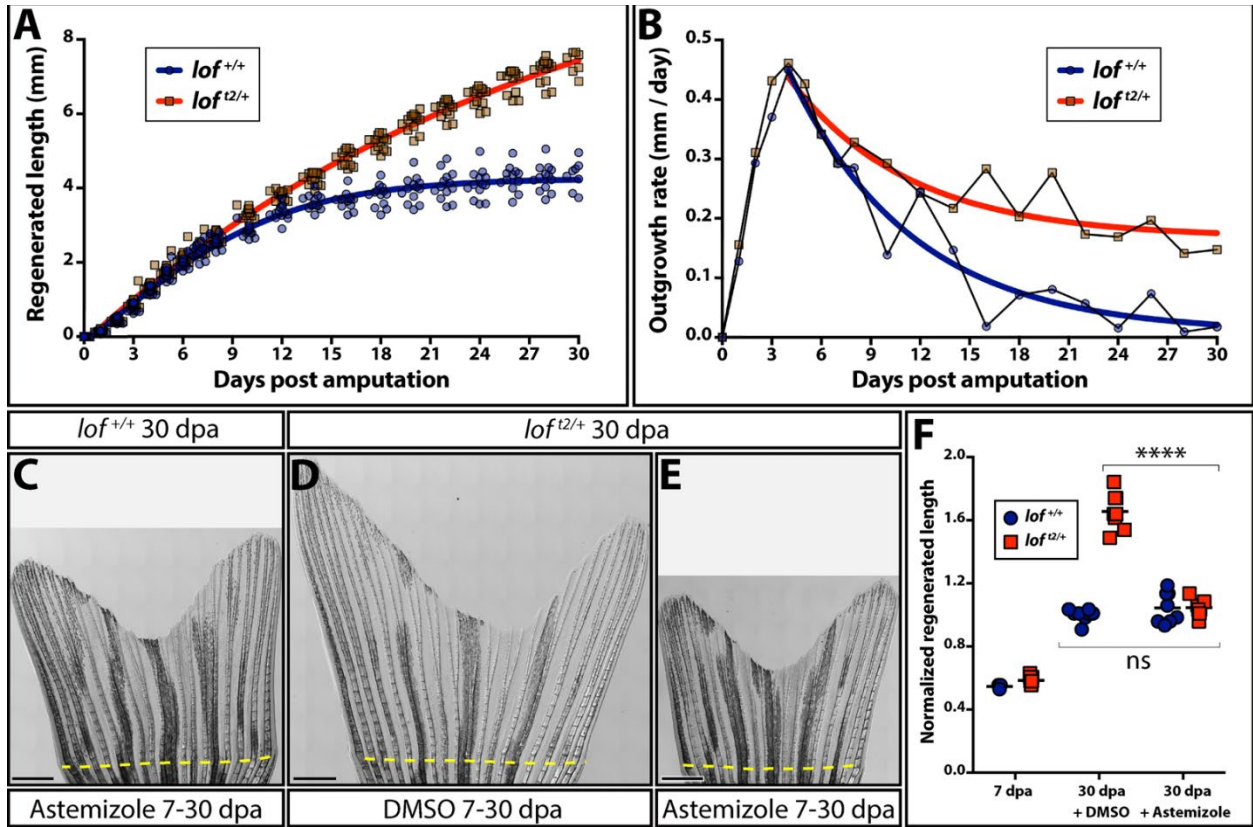 A
Regenerated length (mm)
8
6
4
2
0
lof +/+
lof t2/+
0 3 6 9 12 15 18 21 24 27 30
Days post amputation
B
Outgrowth rate (mm / day)
0.5
0.4
0.3
0.2
0.1
0.0
lof +/+
lof t2/+
0 3 6 9 12 15 18 21 24 27 30
Days post amputation
lof +/+ 30 dpa
lof t2/+ 30 dpa
C
D
E
Astemizole 7-30 dpa
DMSO 7-30 dpa
Astemizole 7-30 dpa
F
Normalized regenerated length
2.0
1.6
1.2
0.8
0.4
0.0
****
lof +/+
lof t2/+
ns
7 dpa 30 dpa 30 dpa
+ DMSO + Astemizole